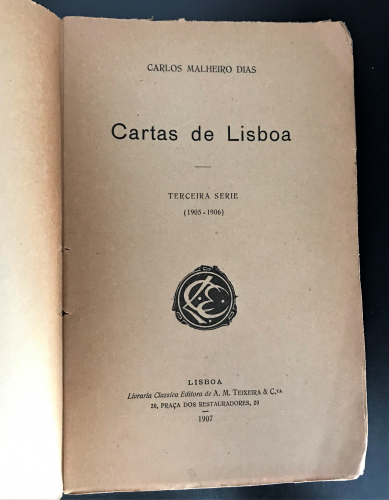 CARLOS MALHEIRO DIAS
Cartas de Lisboa
TERCEIRA SERIE
(1905-1906)
LISBOA
Livraria Classica Editora de A. M. TEIXEIRA & C.ta
20, PRAÇA DOS RESTAURADORES, 20
1907